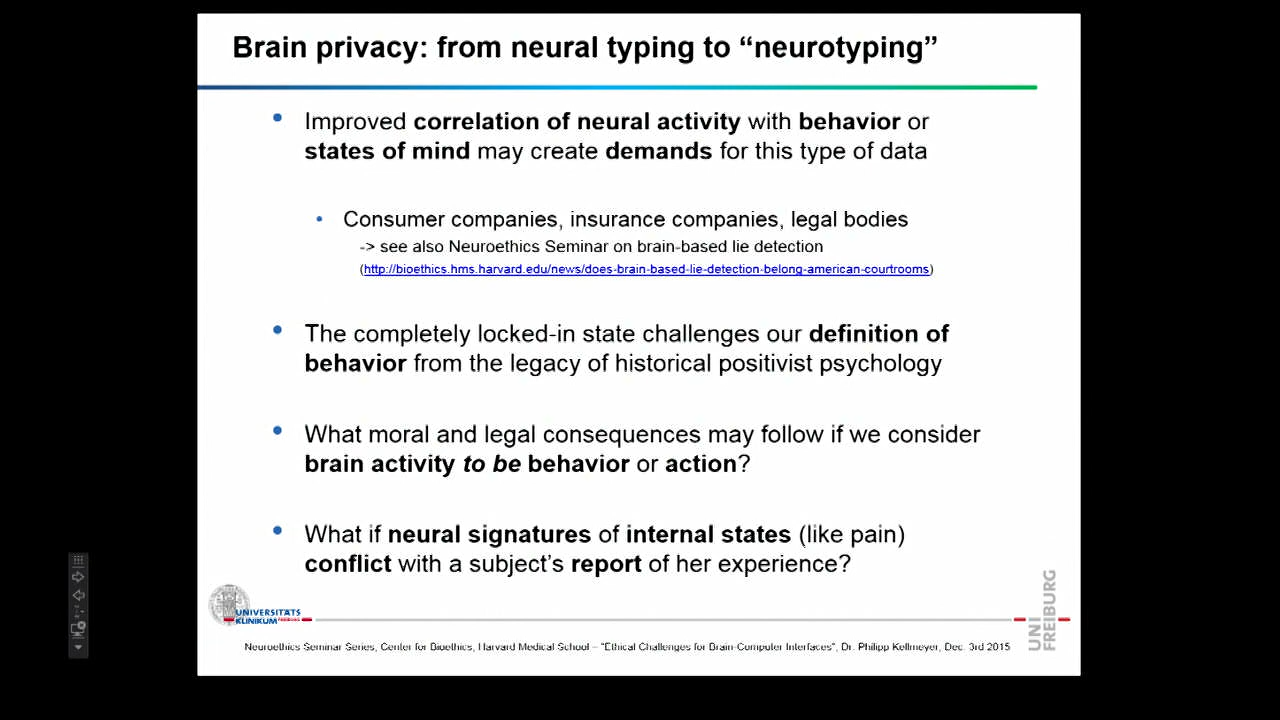 Brain privacy: from neural typing to “neurotyping”
Improved correlation of neural activity with behavior or
states of mind may create demands for this type of data
Consumer companies, insurance companies, legal bodies
-> see also Neuroethics Seminar on brain-based lie detection
(http://bioethics.hms.harvard.edu/news/does-brain-based-lie-detection-belong-american-courtrooms)
The completely locked-in state challenges our definition of
behavior from the legacy of historical positivist psychology
What moral and legal consequences may follow if we consider
brain activity to be behavior or action?
What if neural signatures of internal states (like pain)
conflict with a subject’s report of her experience?
UNIVERSITÄTS
KLINIKUM
UNI
FREIBURG
Neuroethics Seminar Series, Center for Bioethics, Harvard Medical School – “Ethical Challenges for Brain-Computer Interfaces”, Dr. Philipp Kellmeyer, Dec. 3rd 2015